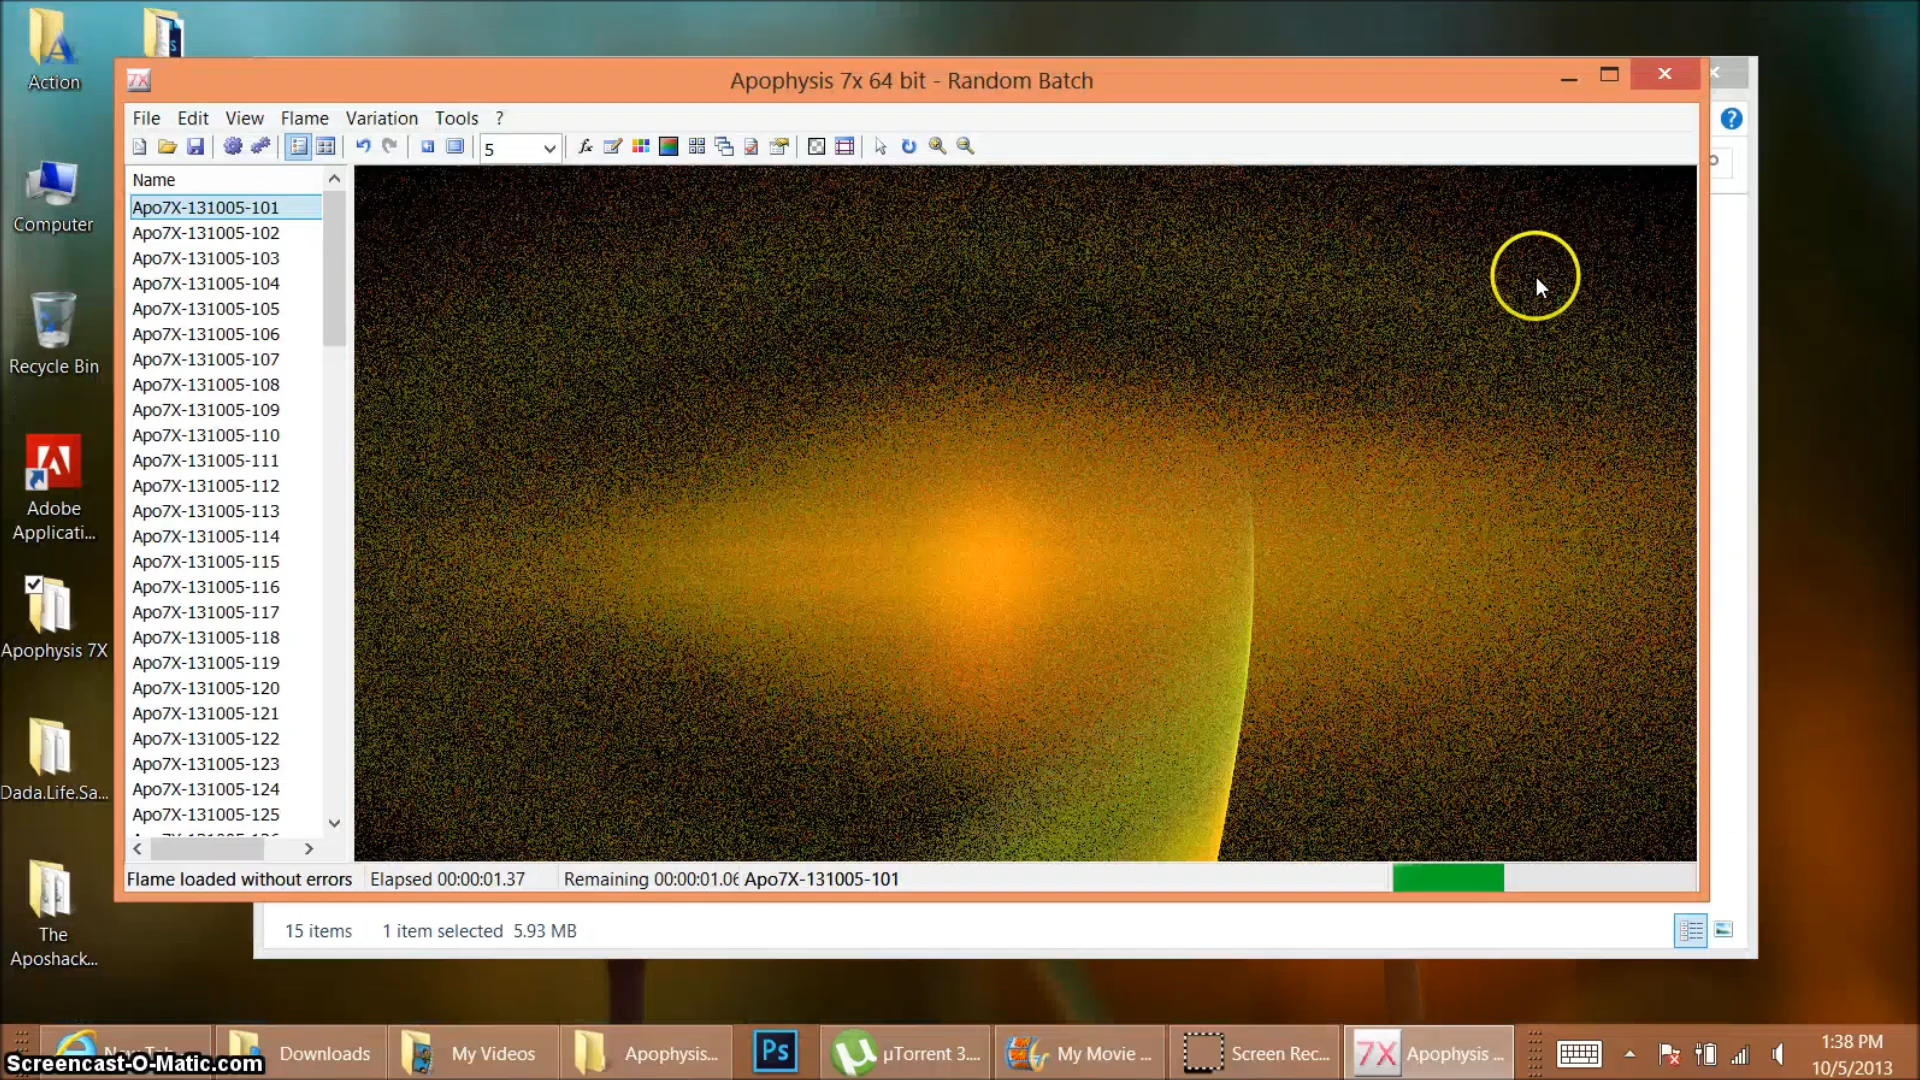 Action
Computer
Recycle Bin
Adobe
Applicati...
Apophysis 7X
Dada.Life.Sa...
The
Aposhack...
7X
Apophysis 7x 64 bit - Random Batch
File Edit View Flame Variation Tools ?
5
Name
Apo7X-131005-101
Apo7X-131005-102
Apo7X-131005-103
Apo7X-131005-104
Apo7X-131005-105
Apo7X-131005-106
Apo7X-131005-107
Apo7X-131005-108
Apo7X-131005-109
Apo7X-131005-110
Apo7X-131005-111
Apo7X-131005-112
Apo7X-131005-113
Apo7X-131005-114
Apo7X-131005-115
Apo7X-131005-116
Apo7X-131005-117
Apo7X-131005-118
Apo7X-131005-119
Apo7X-131005-120
Apo7X-131005-121
Apo7X-131005-122
Apo7X-131005-123
Apo7X-131005-124
Apo7X-131005-125
Flame loaded without errors Elapsed 00:00:01.37 Remaining 00:00:01.06 Apo7X-131005-101
15 items 1 item selected 5.93 MB
Downloads My Videos Apophysis... Ps µTorrent 3.... My Movie ... Screen Rec... 7X Apophysis ...
1:38 PM
10/5/2013
Screencast-O-Matic.com